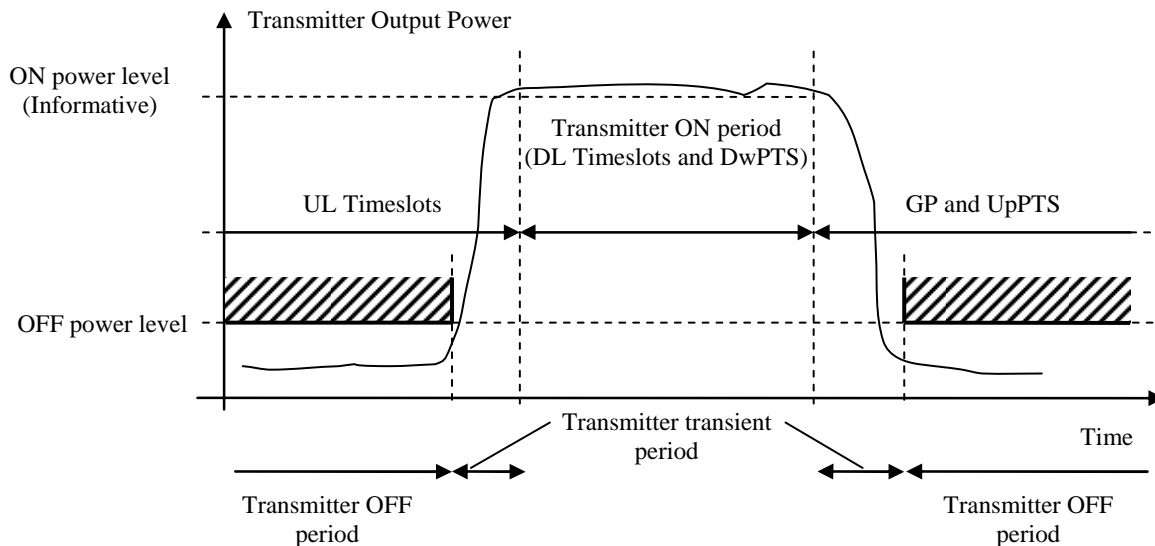 Transmitter Output Power
ON power level
(Informative)
Transmitter ON period
(DL Timeslots and DwPTS)
UL Timeslots
GP and UpPTS
OFF power level
Transmitter transient
period
Time
Transmitter OFF
period
Transmitter OFF
period